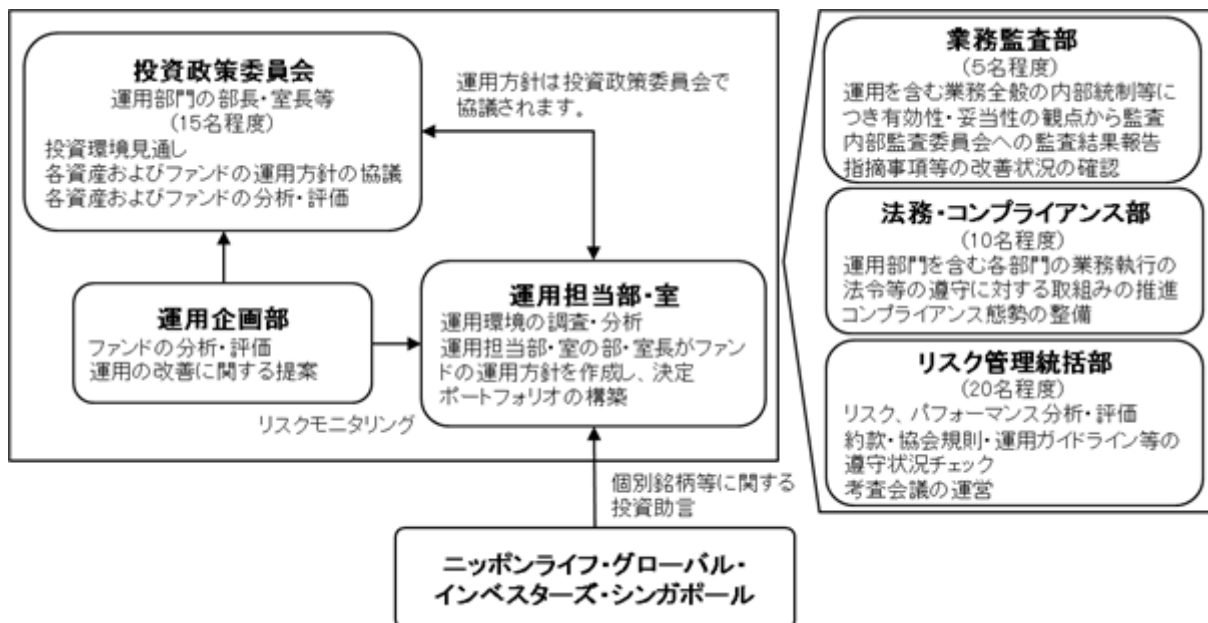 投資政策委員会
運用部門の部長・室長等
(15名程度)
投資環境見通し
各資産およびファンドの運用方針の協議
各資産およびファンドの分析・評価
運用方針は投資政策委員会で
協議されます。
運用企画部
ファンドの分析・評価
運用の改善に関する提案
リスクモニタリング
運用担当部・室
運用環境の調査・分析
運用担当部・室の部・室長がファン
ドの運用方針を作成し、決定
ポートフォリオの構築
個別銘柄等に関する
投資助言
ニッポンライフ・グローバル・
インベスターズ・シンガポール
業務監査部
(5名程度)
運用を含む業務全般の内部統制等に
つき有効性・妥当性の観点から監査
内部監査委員会への監査結果報告
指摘事項等の改善状況の確認
法務・コンプライアンス部
(10名程度)
運用部門を含む各部門の業務執行の
法令等の遵守に対する取組みの推進
コンプライアンス態勢の整備
リスク管理統括部
(20名程度)
リスク、パフォーマンス分析・評価
約款・協会規則・運用ガイドライン等の
遵守状況チェック
考査会議の運営